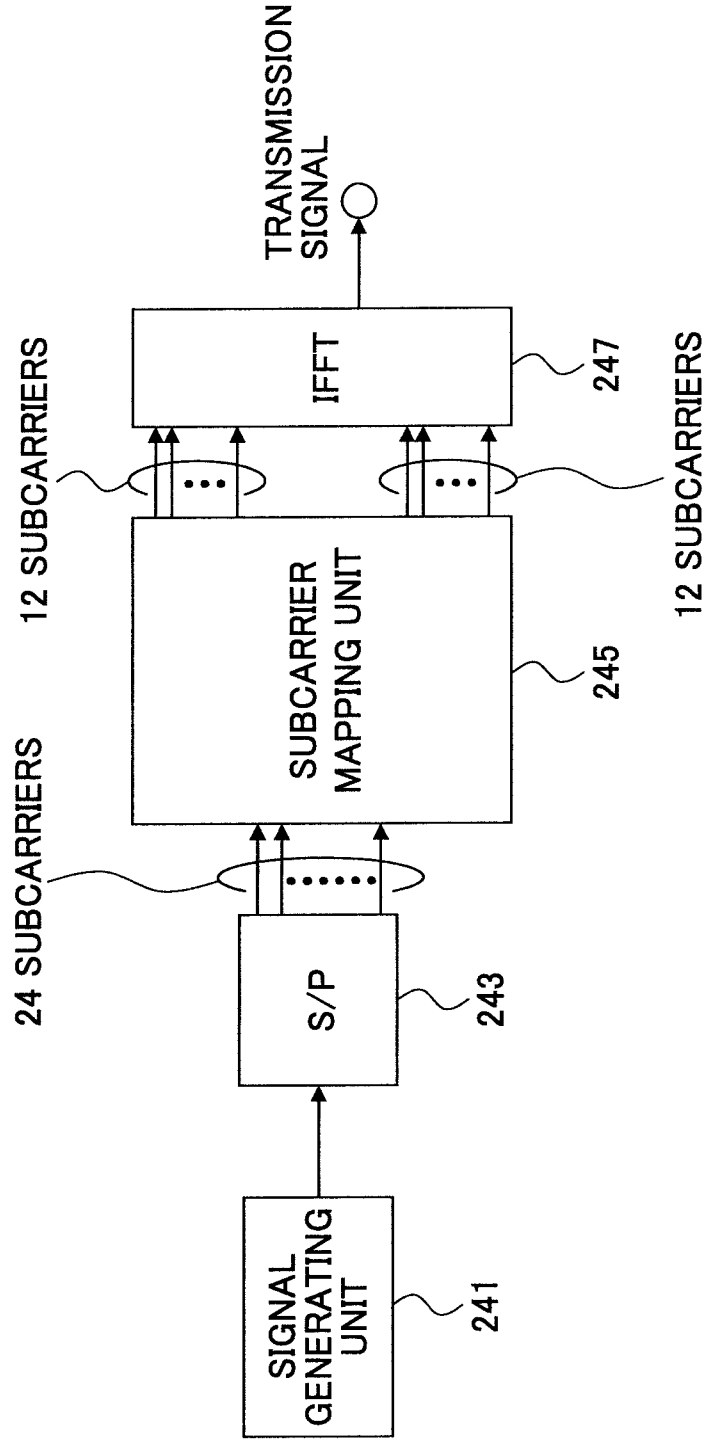 24 SUBCARRIERS
12 SUBCARRIERS
TRANSMISSION
SIGNAL
SIGNAL
GENERATING
UNIT
S/P
SUBCARRIER
MAPPING UNIT
IFFT
241
243
245
247
12 SUBCARRIERS